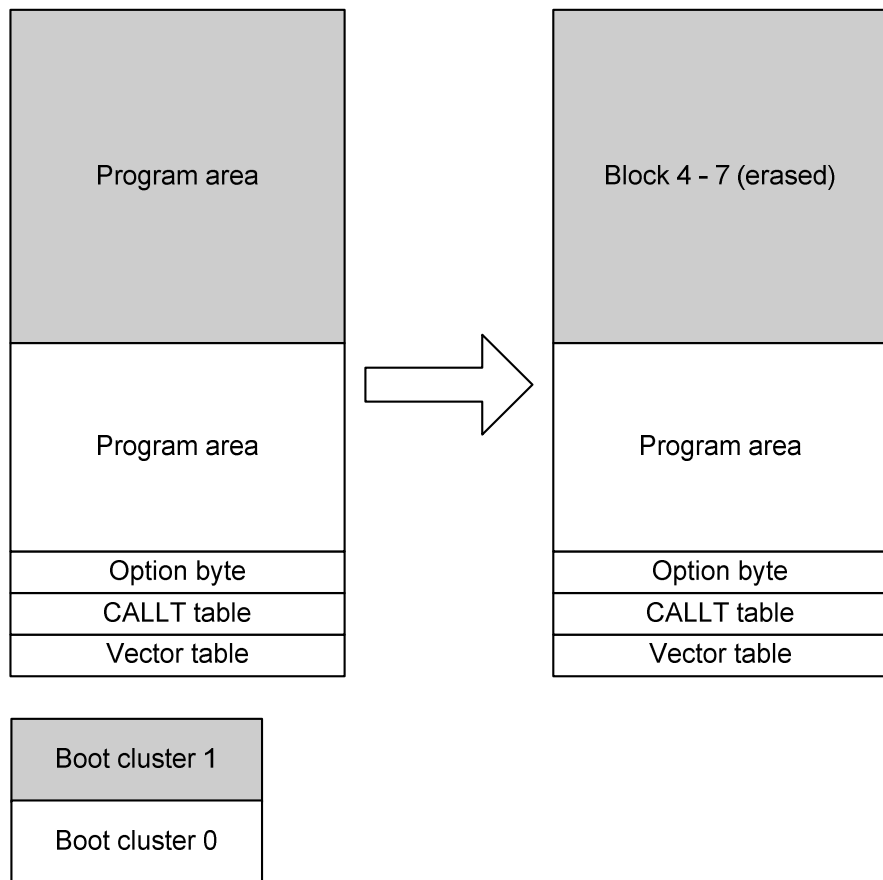 Program area
Program area
Option byte
CALLT table
Vector table
Block 4 - 7 (erased)
Program area
Option byte
CALLT table
Vector table
Boot cluster 1
Boot cluster 0